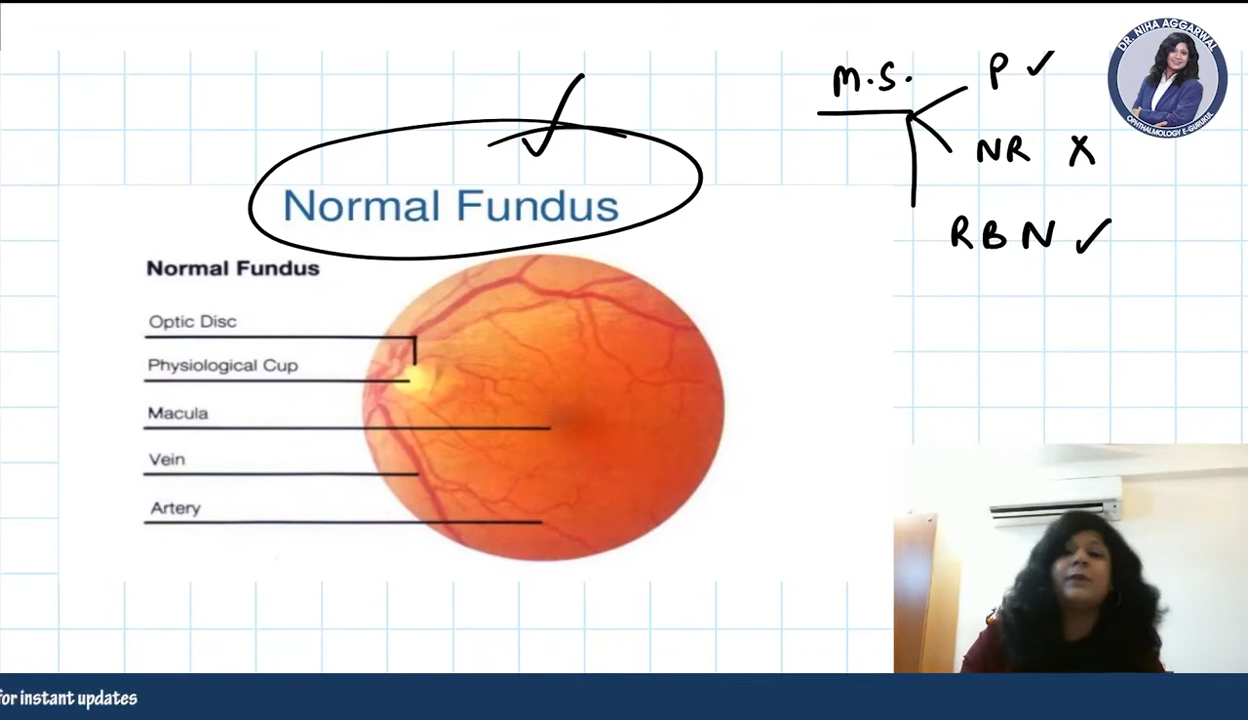 M.S.
P ✓
NR X
RBN ✓
DR. NIHA AGGARWAL
OPHTHALMOLOGY E-GURUKUL
Normal Fundus
Normal Fundus
Optic Disc
Physiological Cup
Macula
Vein
Artery
for instant updates